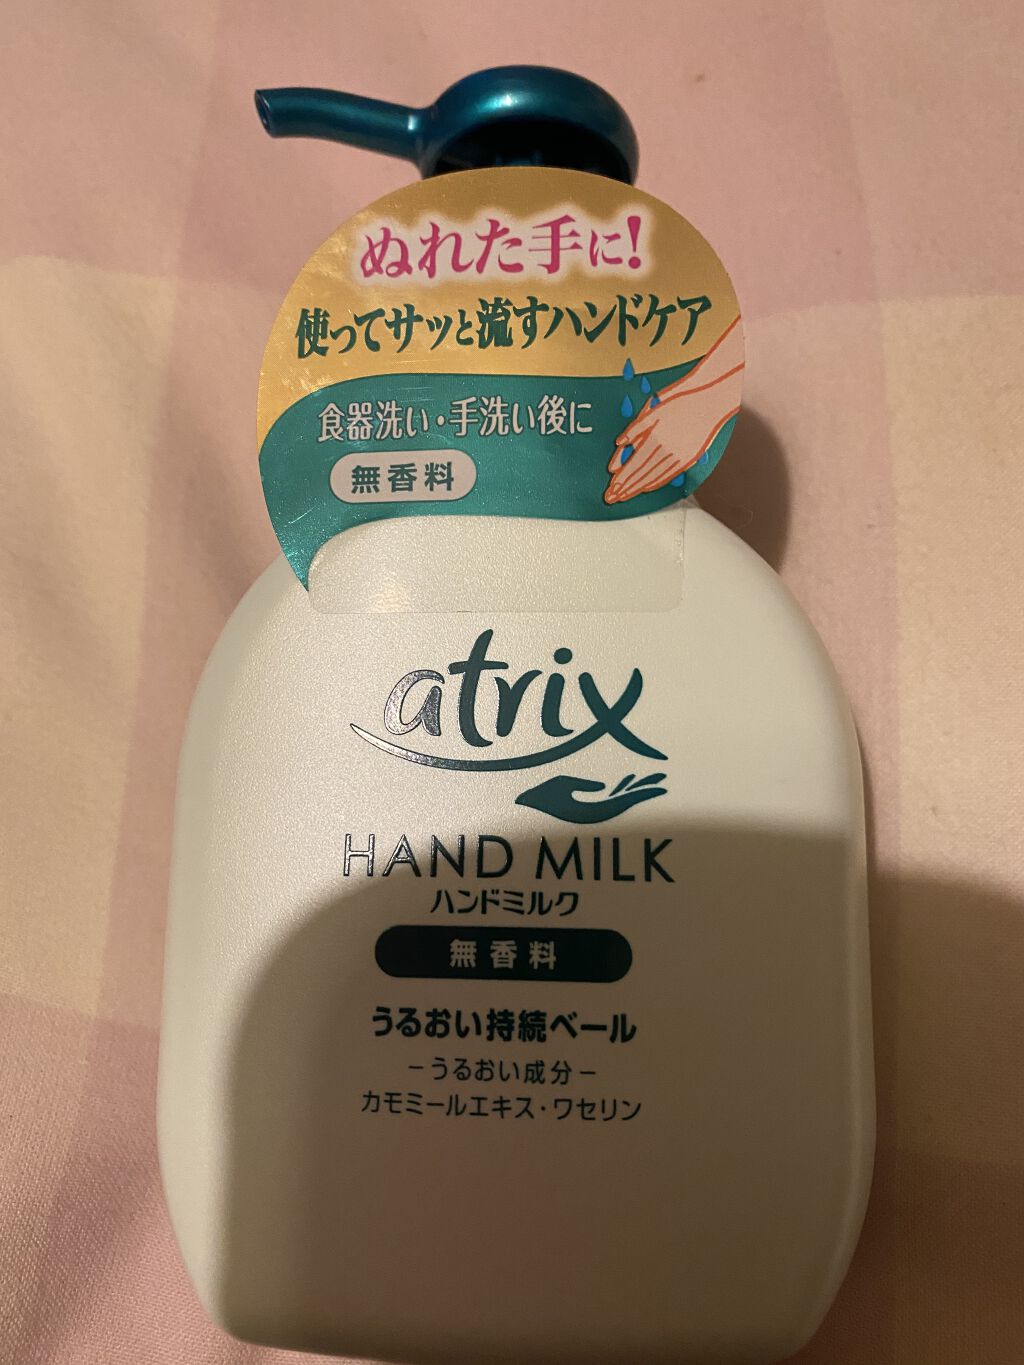 ぬれた手に!
使ってサッと流すハンドケア
食器洗い・手洗い後に
無香料
atrix
HAND MILK
ハンドミルク
無香料
うるおい持続ベール
−うるおい成分−
カモミールエキス・ワセリン